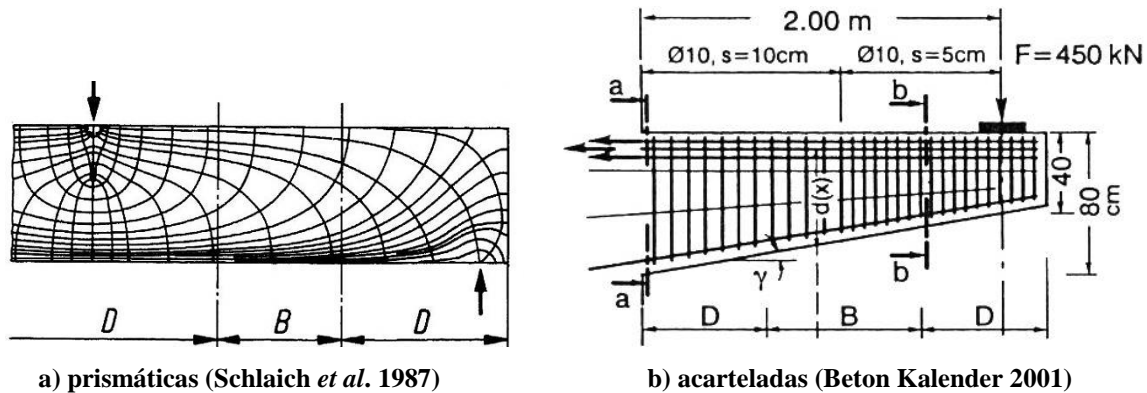 2.00 m
Ø10, s=10cm
Ø10, s=5cm
F=450 kN
a
b
d(x)
40
80
cm
γ
b
a
D
B
D
D
B
D
a) prismáticas (Schlaich et al. 1987)
b) acarteladas (Beton Kalender 2001)